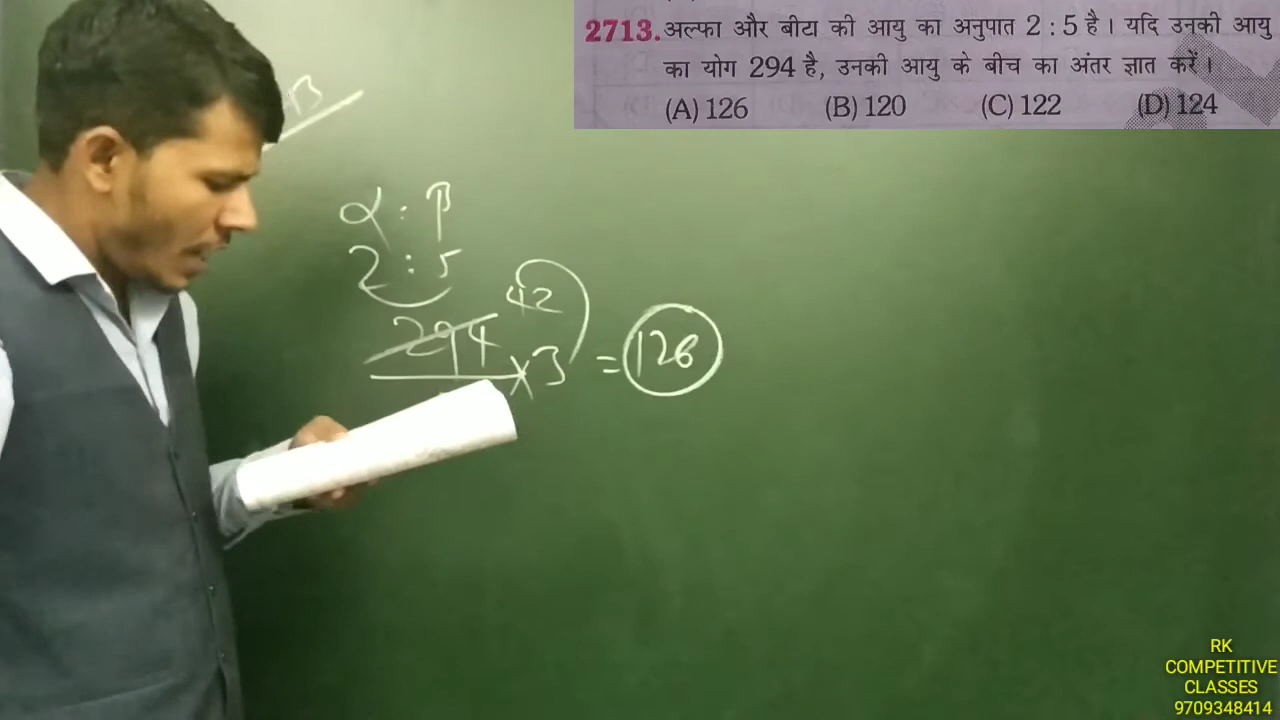 2713. अल्फा और बीटा की आयु का अनुपात 2 : 5 है। यदि उनकी आयु
का योग 294 है, उनकी आयु के बीच का अंतर ज्ञात करें।
(A) 126 (B) 120 (C) 122 (D) 124
B
α : β
2 : 5
42
294 × 3 = 126
RK
COMPETITIVE
CLASSES
9709348414